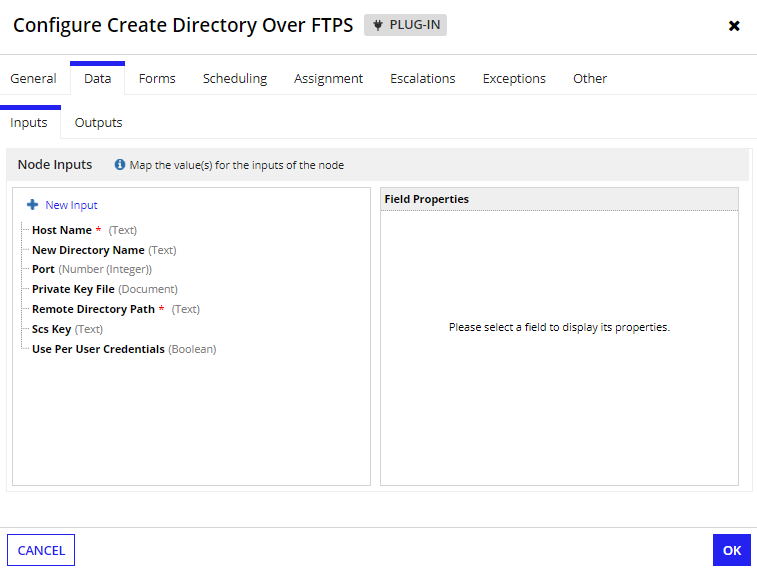 Configure Create Directory Over FTPS PLUG-IN
General Data Forms Scheduling Assignment Escalations Exceptions Other
Inputs Outputs
Node Inputs Map the value(s) for the inputs of the node
New Input
Host Name * (Text)
New Directory Name (Text)
Port (Number (Integer))
Private Key File (Document)
Remote Directory Path * (Text)
Scs Key (Text)
Use Per User Credentials (Boolean)
Field Properties
Please select a field to display its properties.
CANCEL OK